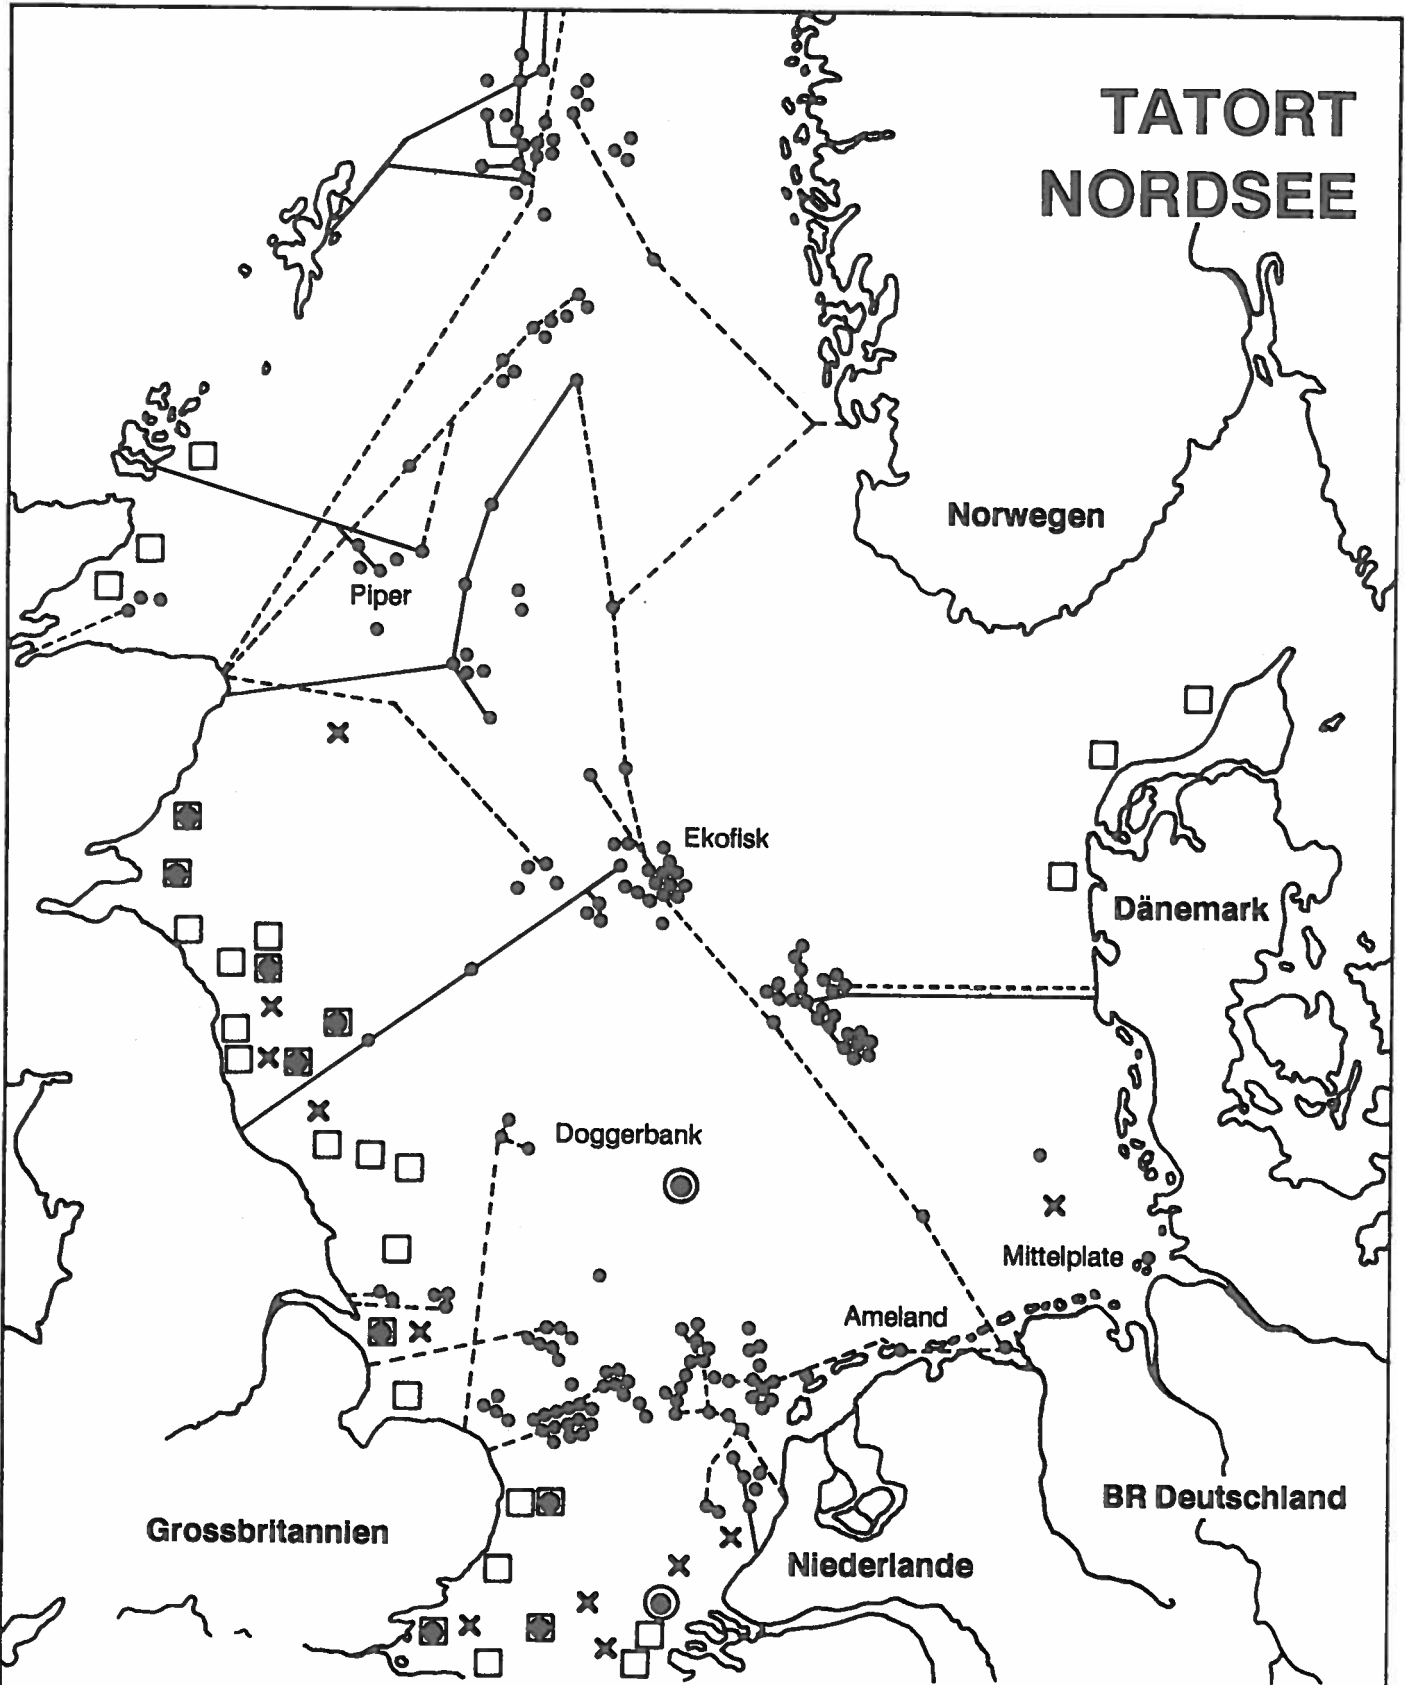 TATORT
NORDSEE
Norwegen
Piper
Ekofisk
Dänemark
Doggerbank
Mittelplate
Ameland
BR Deutschland
Grossbritannien
Niederlande